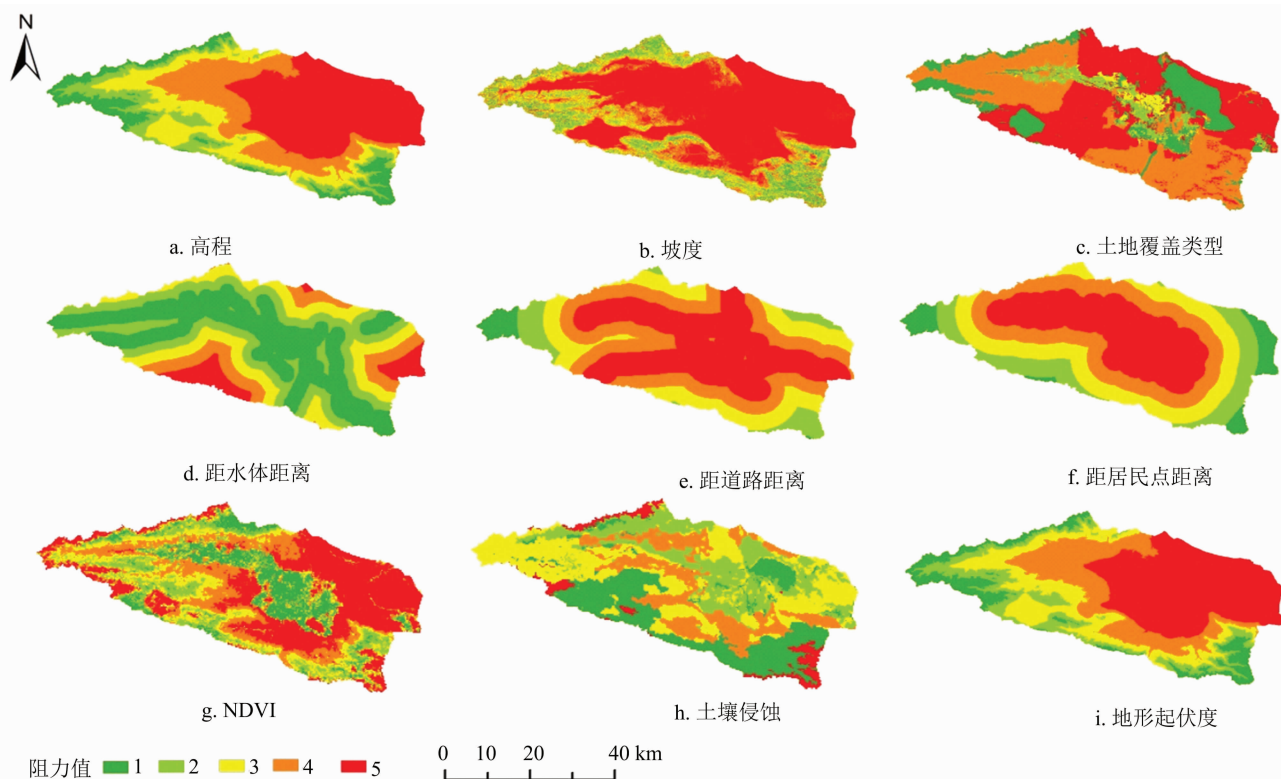 N
a. 高程
b. 坡度
c. 土地覆盖类型
d. 距水体距离
e. 距道路距离
f. 距居民点距离
g. NDVI
h. 土壤侵蚀
i. 地形起伏度
阻力值 1 2 3 4 5
0 10 20 40 km